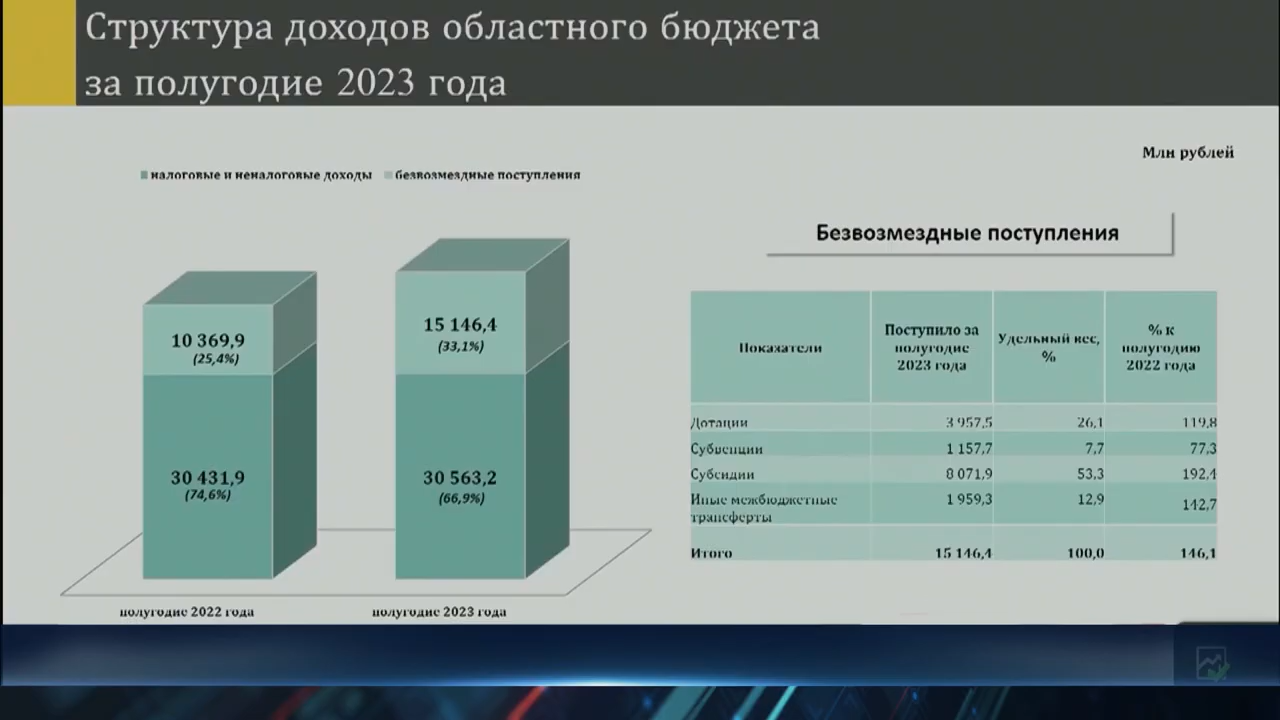 Структура доходов областного бюджета
за полугодие 2023 года
Млн рублей
налоговые и неналоговые доходы безвозмездные поступления
10 369,9
(25,4%)
30 431,9
(74,6%)
15 146,4
(33,1%)
30 563,2
(66,9%)
полугодие 2022 года полугодие 2023 года
Безвозмездные поступления
Показатели
Поступило за
полугодие
2023 года
Удельный вес,
%
% к
полугодию
2022 года
Дотации 3 957,5 26,1 119,8
Субвенции 1 157,7 7,7 77,3
Субсидии 8 071,9 53,3 192,4
Иные межбюджетные
трансферты 1 959,3 12,9 142,7
Итого 15 146,4 100,0 146,1